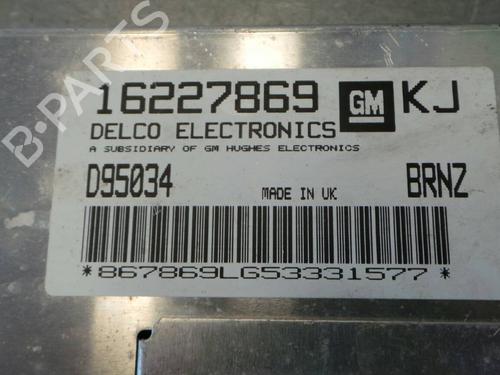 16227869 GM KJ
DELCO ELECTRONICS
A SUBSIDIARY OF GM HUGHES ELECTRONICS
D95034 MADE IN UK BRNZ
*867869LG53331577*
B-PARTS